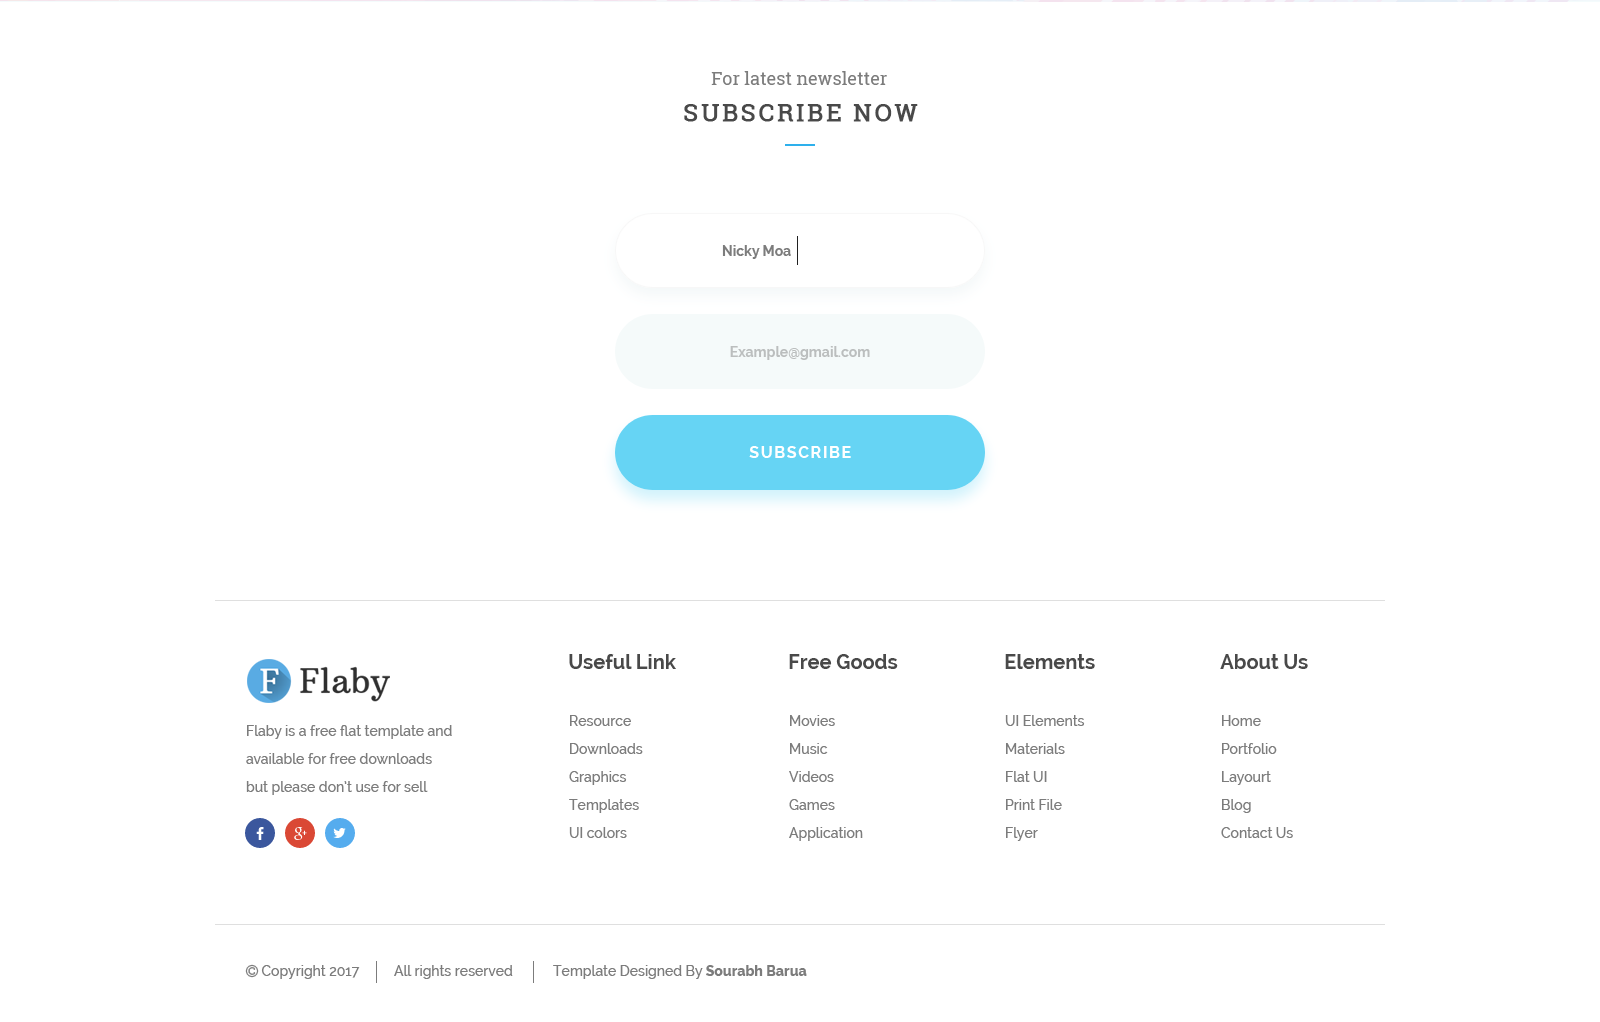 For latest newsletter
SUBSCRIBE NOW
Nicky Moa
Example@gmail.com
SUBSCRIBE
F Flaby
Flaby is a free flat template and
available for free downloads
but please don't use for sell
f g+
Useful Link
Resource
Downloads
Graphics
Templates
UI colors
Free Goods
Movies
Music
Videos
Games
Application
Elements
UI Elements
Materials
Flat UI
Print File
Flyer
About Us
Home
Portfolio
Layourt
Blog
Contact Us
© Copyright 2017 All rights reserved Template Designed By Sourabh Barua